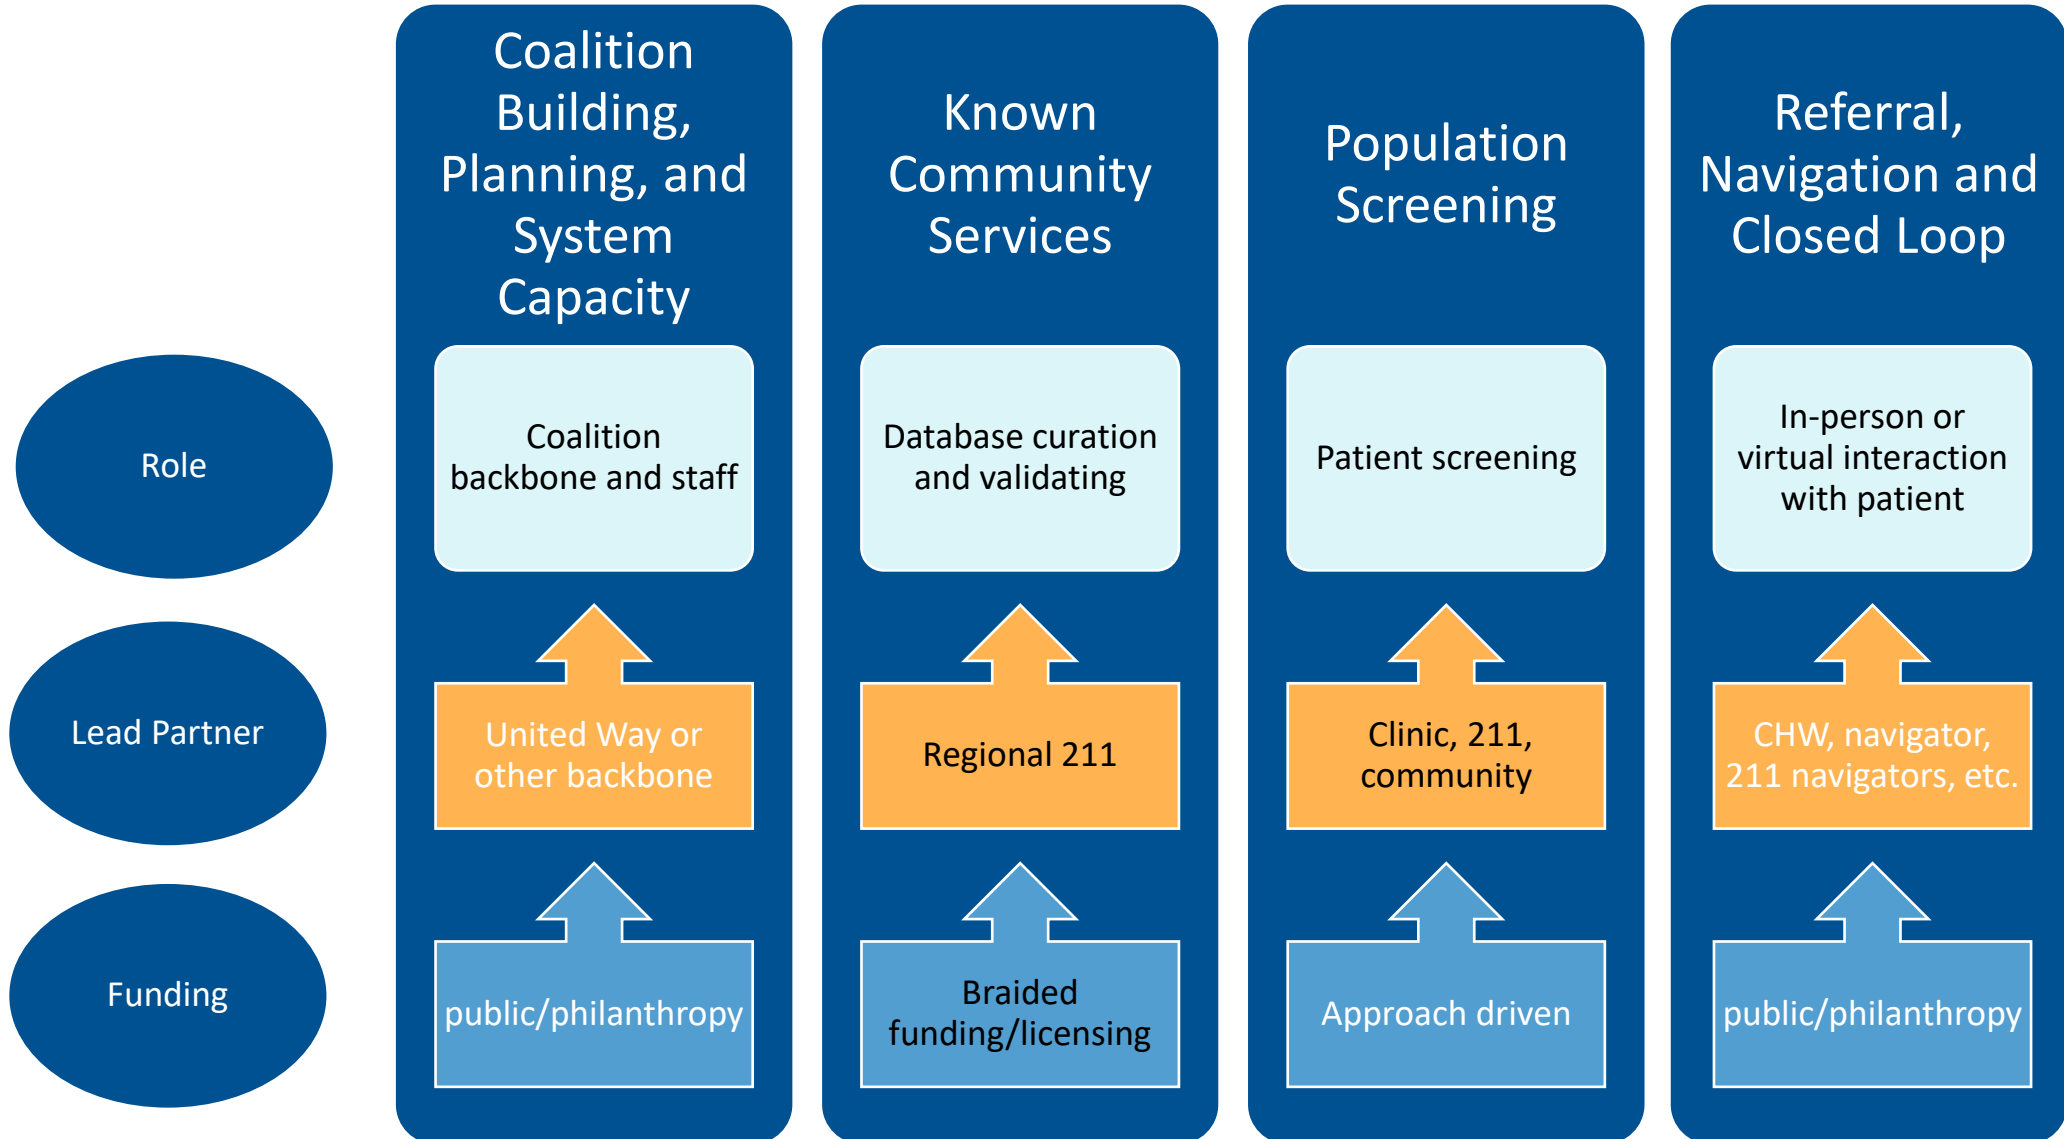 Coalition
Building,
Planning, and
System
Capacity
Known
Community
Services
Population
Screening
Referral,
Navigation and
Closed Loop
Role
Coalition
backbone and staff
Database curation
and validating
Patient screening
In-person or
virtual interaction
with patient
Lead Partner
United Way or
other backbone
Regional 211
Clinic, 211,
community
CHW, navigator,
211 navigators, etc.
Funding
public/philanthropy
Braided
funding/licensing
Approach driven
public/philanthropy